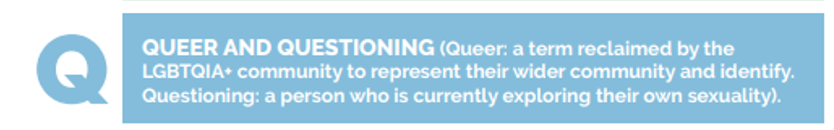 Q
QUEER AND QUESTIONING (Queer: a term reclaimed by the
LGBTQIA+ community to represent their wider community and identify.
Questioning: a person who is currently exploring their own sexuality).